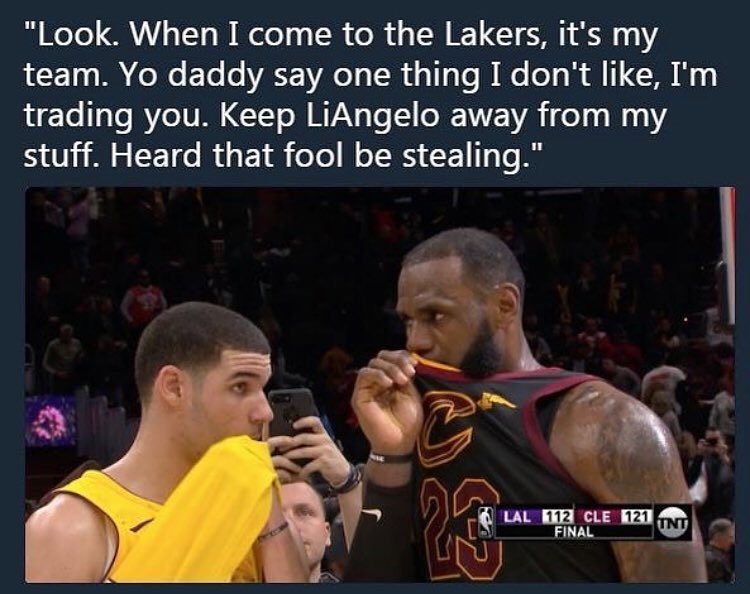 "Look. When I come to the Lakers, it's my
team. Yo daddy say one thing I don't like, I'm
trading you. Keep LiAngelo away from my
stuff. Heard that fool be stealing."
C
23
LAL 112 CLE 121 TNT
FINAL